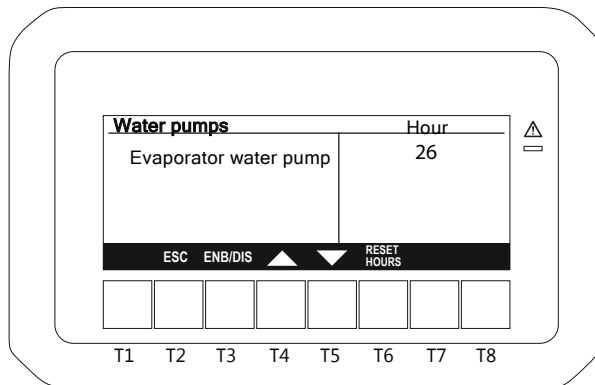 Water pumps Hour
Evaporator water pump 26
ESC ENB/DIS RESET HOURS
T1 T2 T3 T4 T5 T6 T7 T8